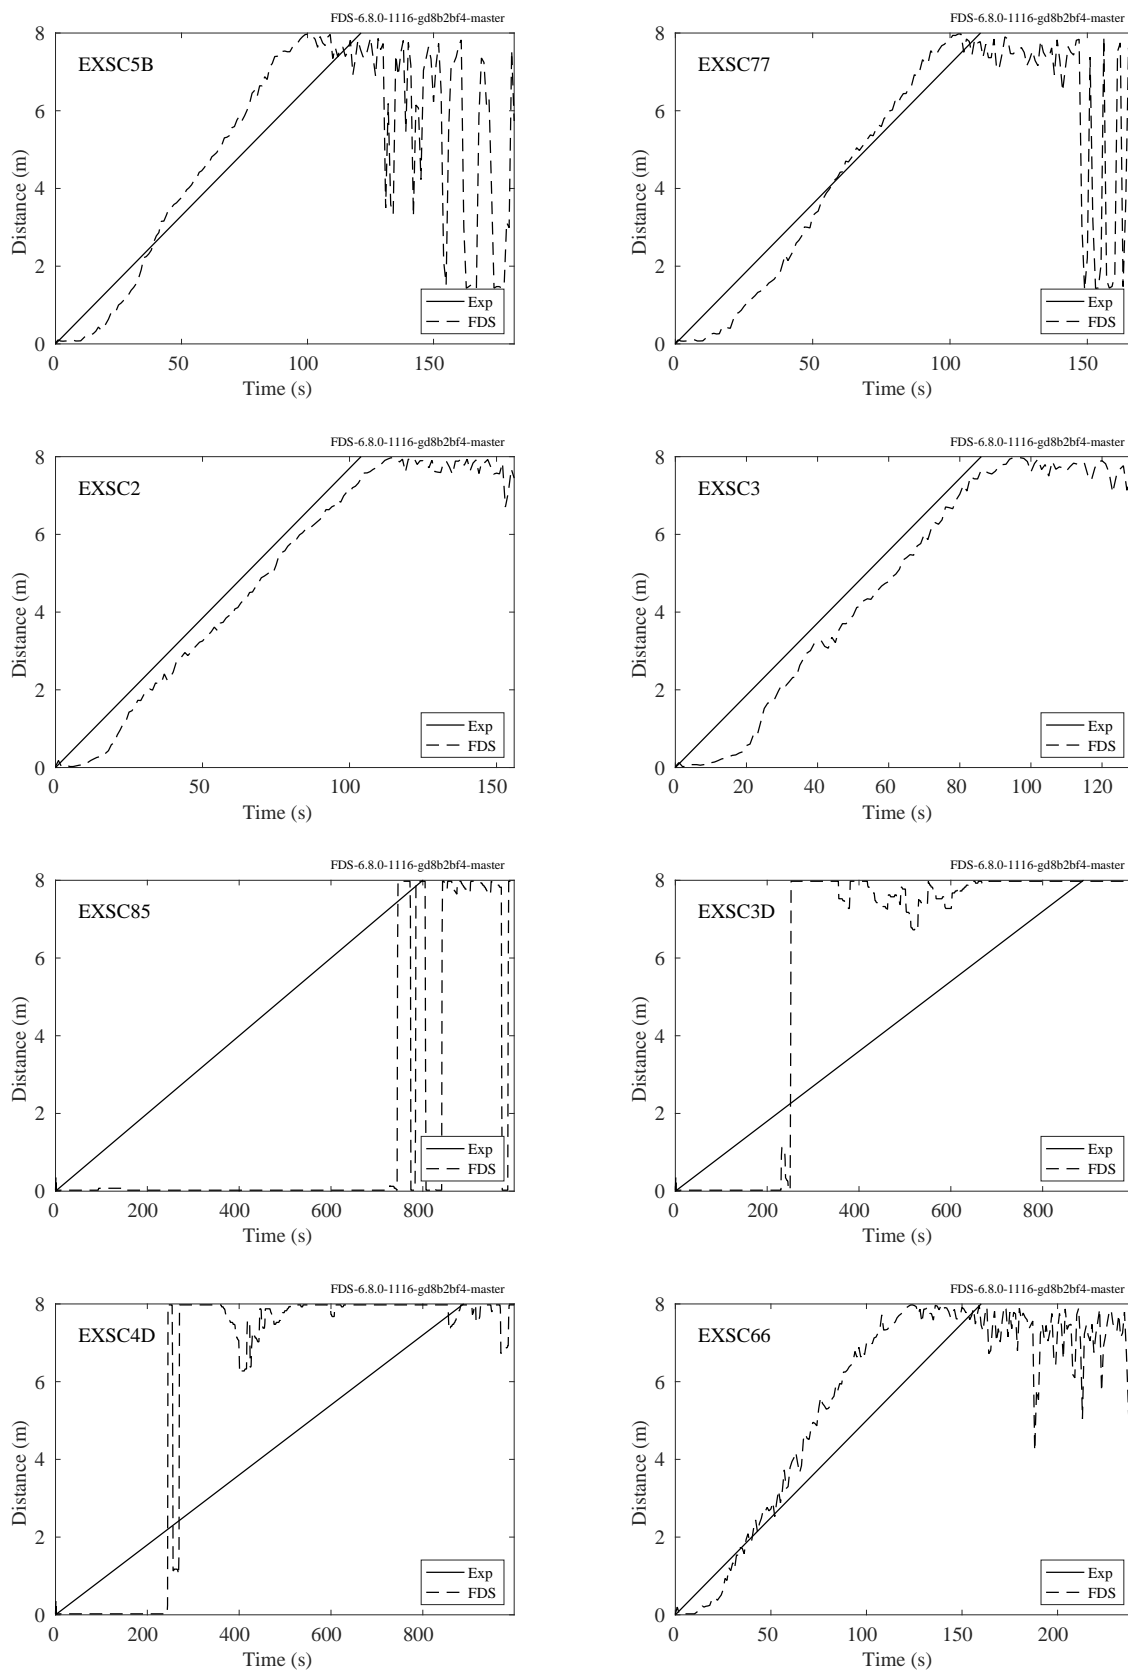 FDS-6.8.0-1116-gd8b2bf4-master
EXSC5B
Distance (m)
8
6
4
2
0
0 50 100 150
Time (s)
Exp
FDS
FDS-6.8.0-1116-gd8b2bf4-master
EXSC77
Distance (m)
8
6
4
2
0
0 50 100 150
Time (s)
Exp
FDS
FDS-6.8.0-1116-gd8b2bf4-master
EXSC2
Distance (m)
8
6
4
2
0
0 50 100 150
Time (s)
Exp
FDS
FDS-6.8.0-1116-gd8b2bf4-master
EXSC3
Distance (m)
8
6
4
2
0
0 20 40 60 80 100 120
Time (s)
Exp
FDS
FDS-6.8.0-1116-gd8b2bf4-master
EXSC85
Distance (m)
8
6
4
2
0
0 200 400 600 800
Time (s)
Exp
FDS
FDS-6.8.0-1116-gd8b2bf4-master
EXSC3D
Distance (m)
8
6
4
2
0
0 200 400 600 800
Time (s)
Exp
FDS
FDS-6.8.0-1116-gd8b2bf4-master
EXSC4D
Distance (m)
8
6
4
2
0
0 200 400 600 800
Time (s)
Exp
FDS
FDS-6.8.0-1116-gd8b2bf4-master
EXSC66
Distance (m)
8
6
4
2
0
0 50 100 150 200
Time (s)
Exp
FDS